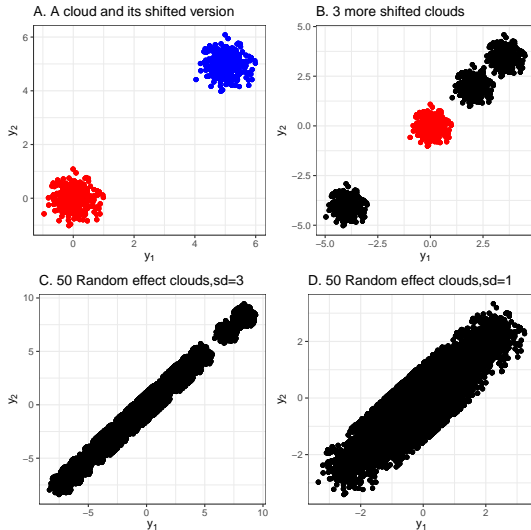 A. A cloud and its shifted version
6
4
2
0
y2
0
2
4
6
y1
B. 3 more shifted clouds
5.0
2.5
0.0
−2.5
−5.0
y2
−5.0
−2.5
0.0
2.5
y1
C. 50 Random effect clouds,sd=3
10
5
0
−5
y2
−5
0
5
10
y1
D. 50 Random effect clouds,sd=1
2
0
−2
y2
−2
0
2
y1